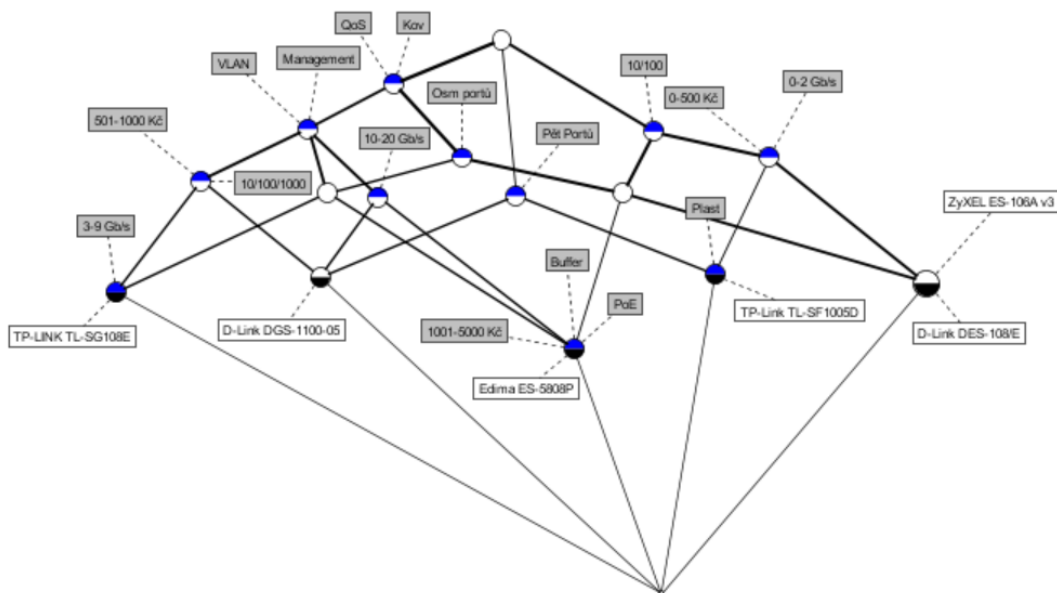 QoS
Kov
VLAN
Management
10/100
0-2 Gb/s
0-500 Kč
Osm portů
501-1000 Kč
10-20 Gb/s
Pět Portů
10/100/1000
ZyXEL ES-106A v3
Plast
3-9 Gb/s
Buffer
PoE
TP-Link TL-SF1005D
TP-LINK TL-SG108E
D-Link DGS-1100-05
1001-5000 Kč
D-Link DES-108/E
Edima ES-5808P